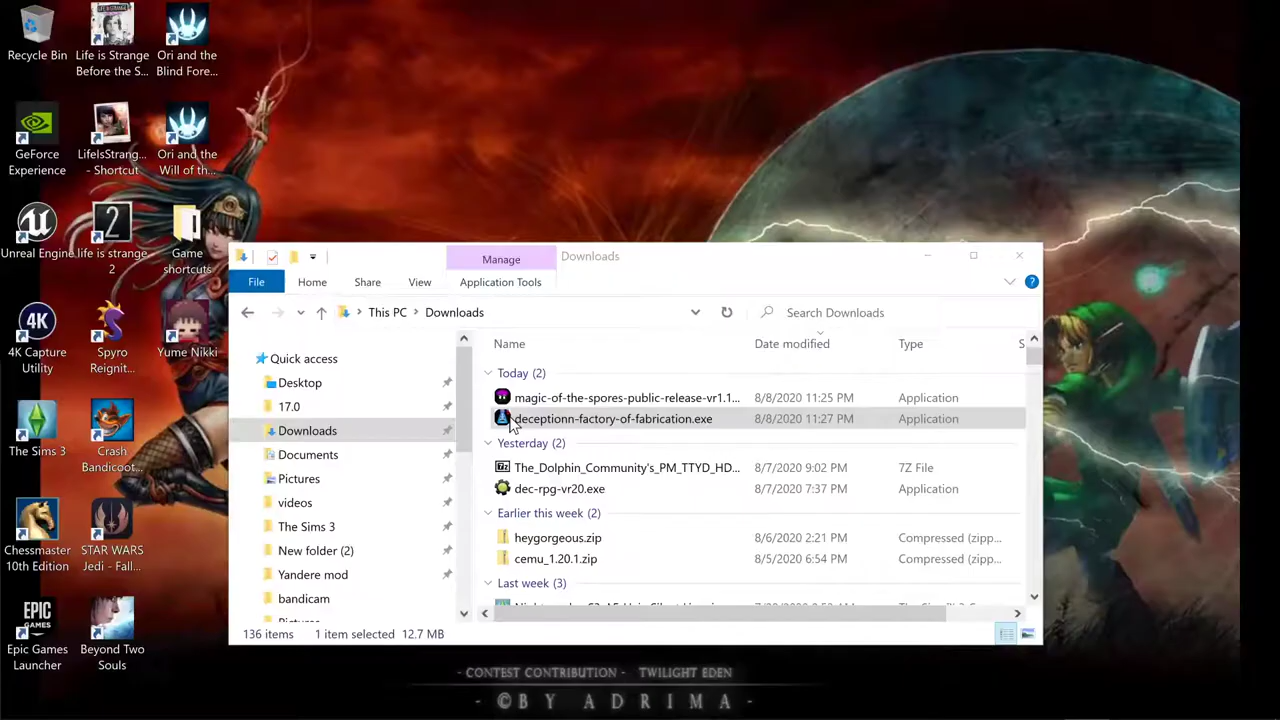 Recycle Bin
Life is Strange
Before the S...
Ori and the
Blind Fore...
GeForce
Experience
LifeIsStrang...
- Shortcut
Ori and the
Will of th...
Unreal Engine
life is strange
2
Game
shortcuts
4K Capture
Utility
Spyro
Reignit...
Yume Nikki
The Sims 3
Crash
Bandicoot...
Chessmaster
10th Edition
STAR WARS
Jedi - Fall...
Epic Games
Launcher
Beyond Two
Souls
Manage
Downloads
File
Home
Share
View
Application Tools
This PC > Downloads
Search Downloads
Quick access
Desktop
17.0
Downloads
Documents
Pictures
videos
The Sims 3
New folder (2)
Yandere mod
bandicam
Name Date modified Type S
Today (2)
magic-of-the-spores-public-release-vr1.1... 8/8/2020 11:25 PM Application
deceptionn-factory-of-fabrication.exe 8/8/2020 11:27 PM Application
Yesterday (2)
The_Dolphin_Community's_PM_TTYD_HD... 8/7/2020 9:02 PM 7Z File
dec-rpg-vr20.exe 8/7/2020 7:37 PM Application
Earlier this week (2)
heygorgeous.zip 8/6/2020 2:21 PM Compressed (zipp...
cemu_1.20.1.zip 8/5/2020 6:54 PM Compressed (zipp...
Last week (3)
136 items 1 item selected 12.7 MB
- CONTEST CONTRIBUTION - TWILIGHT EDEN
- ©BY ADRIMA -